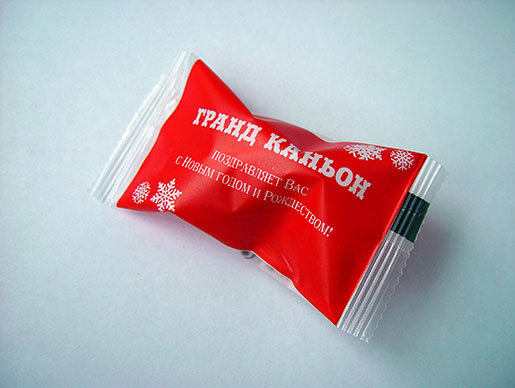 ГРАНД КАНЬОН
ПОЗДРАВЛЯЕТ ВАС
С НОВЫМ ГОДОМ И РОЖДЕСТВОМ!